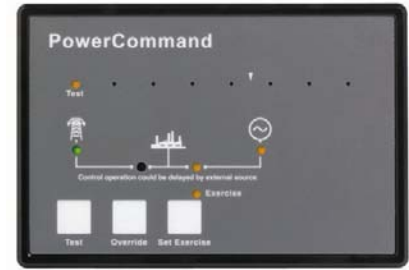 PowerCommand
Test
Control operation could be delayed by external source
Exercise
Test Override Set Exercise